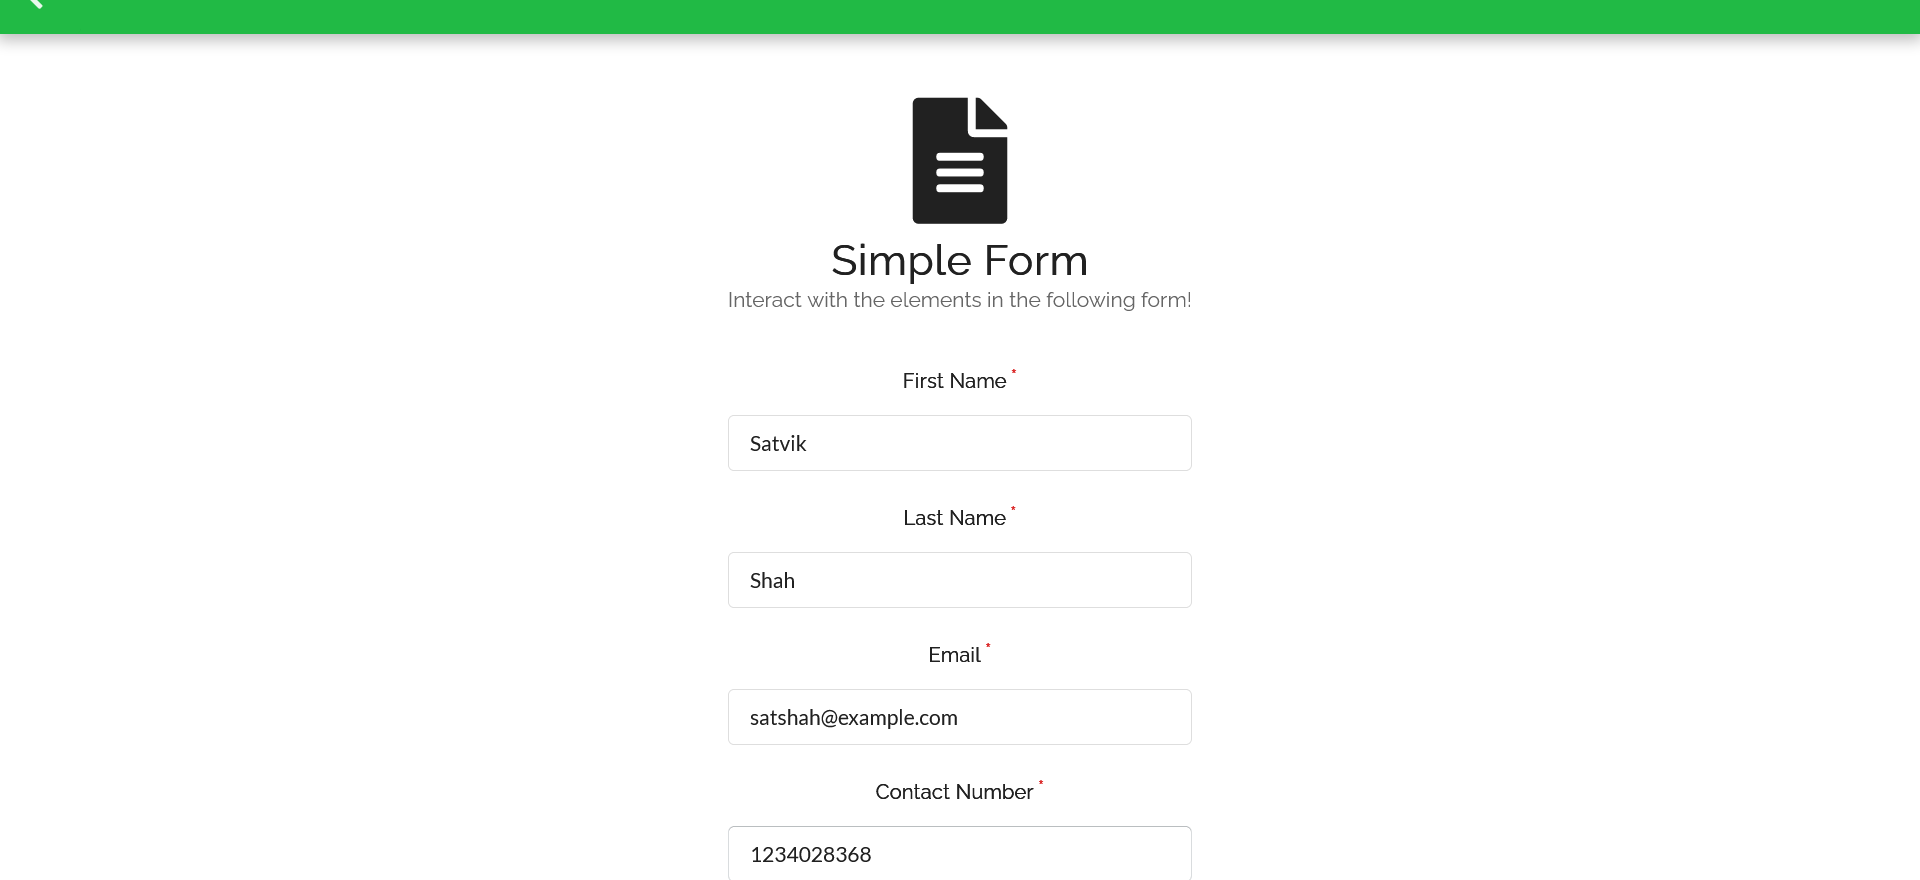 Simple Form
Interact with the elements in the following form!
First Name *
Satvik
Last Name *
Shah
Email *
satshah@example.com
Contact Number *
1234028368